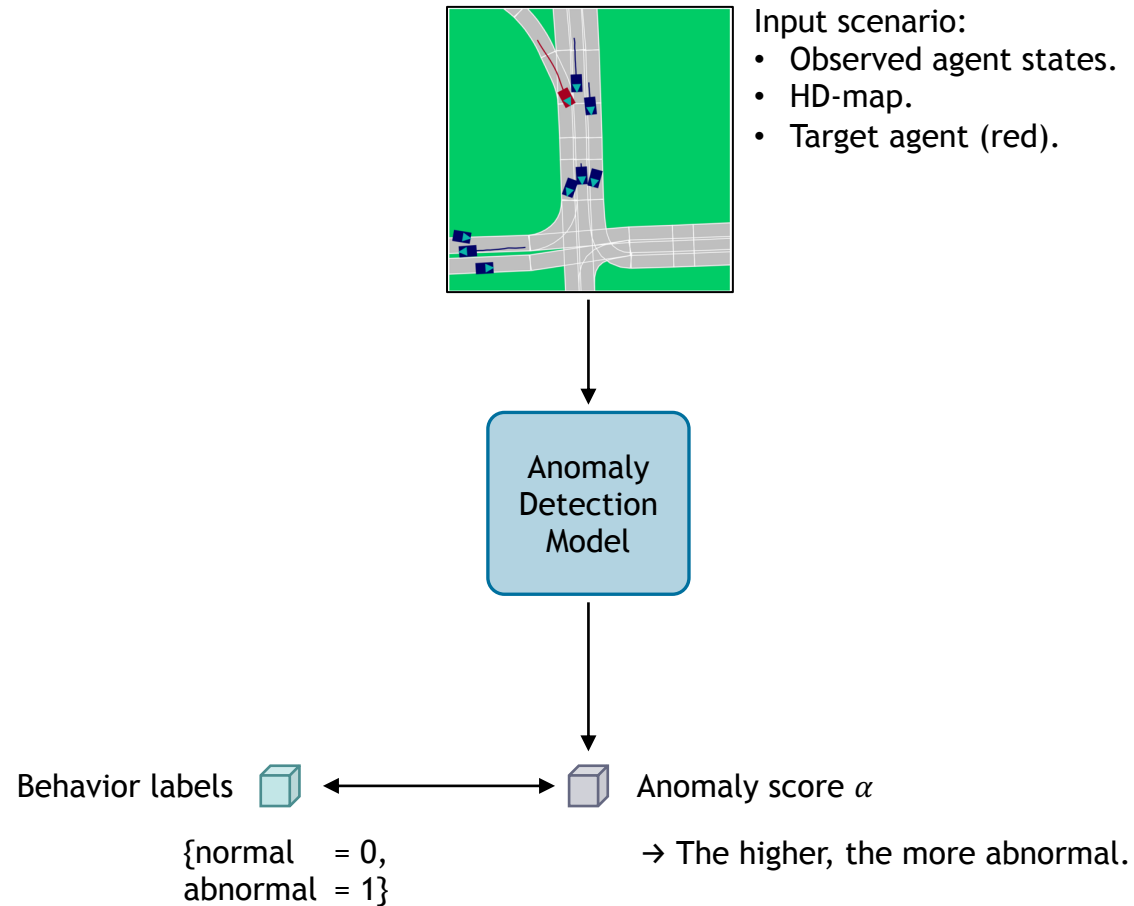 Input scenario:
• Observed agent states.
• HD-map.
• Target agent (red).
Anomaly
Detection
Model
Behavior labels
Anomaly score 𝛼
{normal = 0,
abnormal = 1}
→ The higher, the more abnormal.